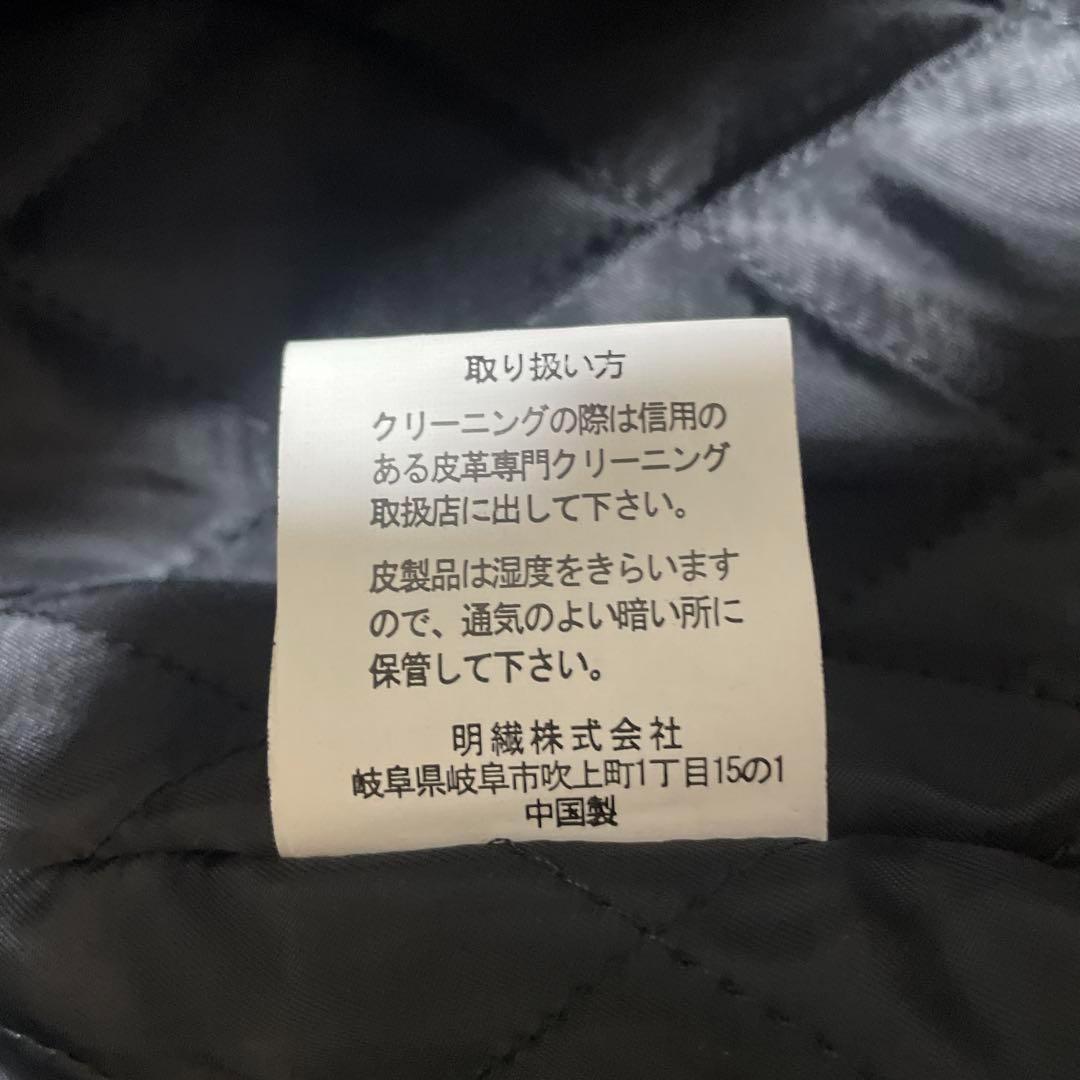 取り扱い方
クリーニングの際は信用の
ある皮革専門クリーニング
取扱店に出して下さい。
皮製品は湿度をきらいます
ので、通気のよい暗い所に
保管して下さい。
明繊株式会社
岐阜県岐阜市吹上町1丁目15の1
中国製